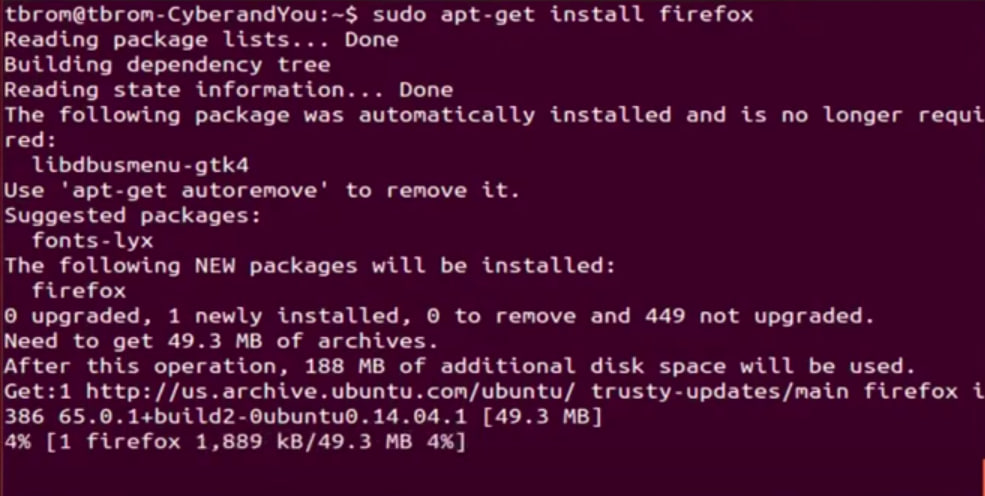 tbrom@tbrom-CyberandYou:~$ sudo apt-get install firefox
Reading package lists... Done
Building dependency tree
Reading state information... Done
The following package was automatically installed and is no longer requi
red:
  libdbusmenu-gtk4
Use 'apt-get autoremove' to remove it.
Suggested packages:
  fonts-lyx
The following NEW packages will be installed:
  firefox
0 upgraded, 1 newly installed, 0 to remove and 449 not upgraded.
Need to get 49.3 MB of archives.
After this operation, 188 MB of additional disk space will be used.
Get:1 http://us.archive.ubuntu.com/ubuntu/ trusty-updates/main firefox i
386 65.0.1+build2-0ubuntu0.14.04.1 [49.3 MB]
4% [1 firefox 1,889 kB/49.3 MB 4%]